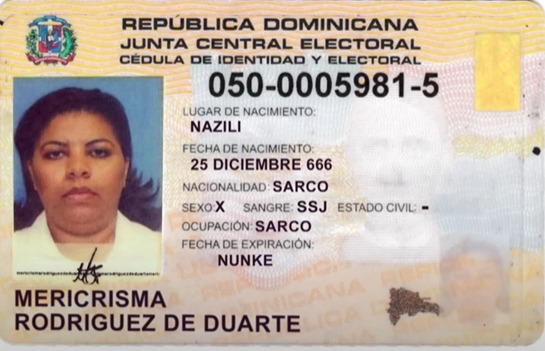 REPÚBLICA DOMINICANA
JUNTA CENTRAL ELECTORAL
CÉDULA DE IDENTIDAD Y ELECTORAL
050-0005981-5
LUGAR DE NACIMIENTO:
NAZILI
FECHA DE NACIMIENTO:
25 DICIEMBRE 666
NACIONALIDAD: SARCO
SEXO: X SANGRE: SSJ ESTADO CIVIL: -
OCUPACIÓN: SARCO
FECHA DE EXPIRACIÓN:
NUNKE
MERICRISMA
RODRIGUEZ DE DUARTE